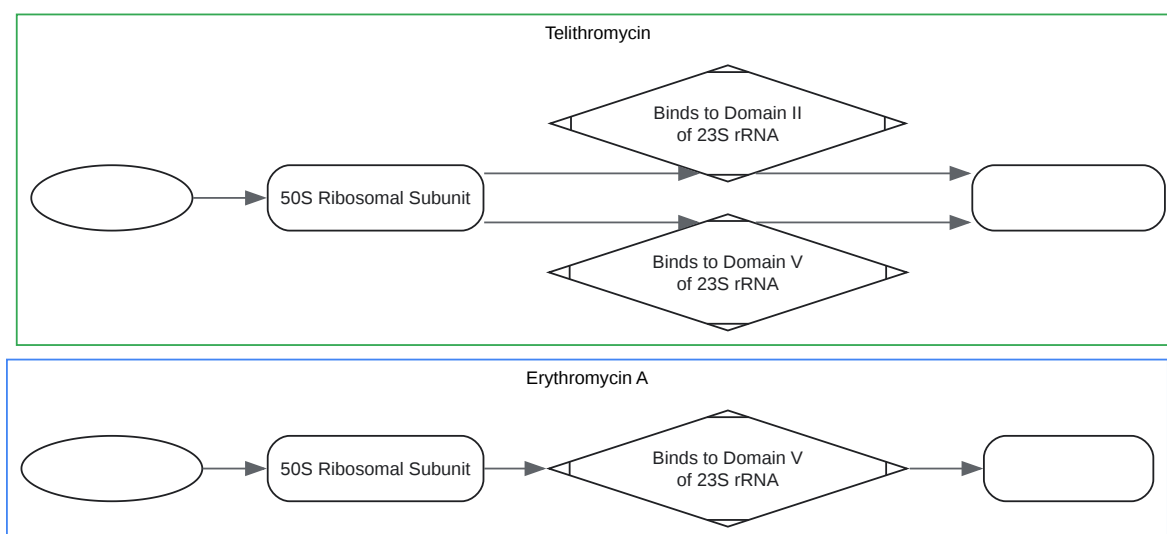 Telithromycin
Binds to Domain II
of 23S rRNA
50S Ribosomal Subunit
Binds to Domain V
of 23S rRNA
Erythromycin A
50S Ribosomal Subunit
Binds to Domain V
of 23S rRNA